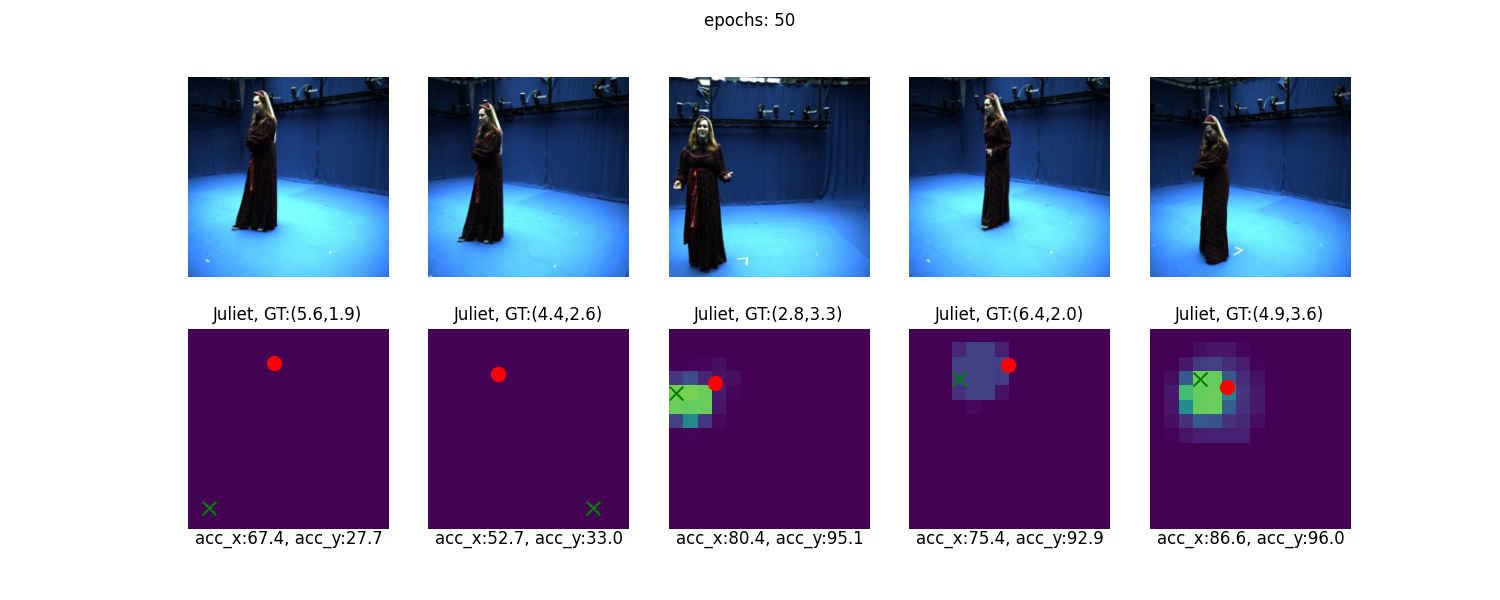 epochs: 50
Juliet, GT:(5.6,1.9)
Juliet, GT:(4.4,2.6)
Juliet, GT:(2.8,3.3)
Juliet, GT:(6.4,2.0)
Juliet, GT:(4.9,3.6)
acc_x:67.4, acc_y:27.7
acc_x:52.7, acc_y:33.0
acc_x:80.4, acc_y:95.1
acc_x:75.4, acc_y:92.9
acc_x:86.6, acc_y:96.0